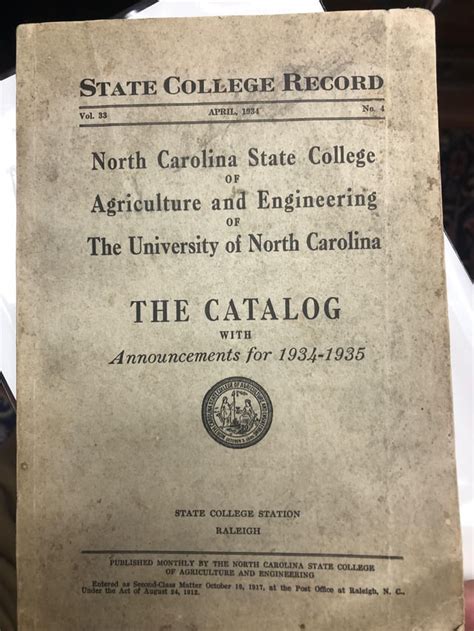 STATE COLLEGE RECORD
Vol. 33 APRIL, 1934 No. 4
North Carolina State College
OF
Agriculture and Engineering
OF
The University of North Carolina
THE CATALOG
WITH
Announcements for 1934-1935
STATE COLLEGE STATION
RALEIGH
PUBLISHED MONTHLY BY THE NORTH CAROLINA STATE COLLEGE
OF AGRICULTURE AND ENGINEERING
Entered as Second-Class Matter October 16, 1917, at the Post Office at Raleigh, N. C.,
Under the Act of August 24, 1912.